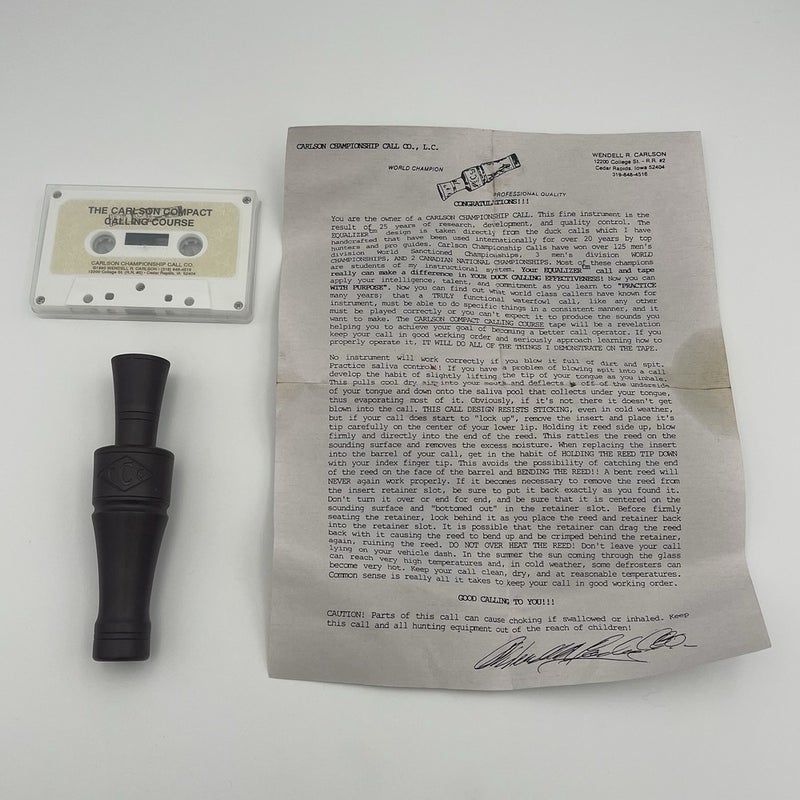 THE CARLSON COMPACT
CALLING COURSE
CARLSON CHAMPIONSHIP CALL CO.
CCC
CARLSON CHAMPIONSHIP CALL CO., L.C.
WENDELL R. CARLSON
12200 College St. - R.R. #2
Cedar Rapids, Iowa 52404
319-848-4516
WORLD CHAMPION
PROFESSIONAL QUALITY
CONGRATULATIONS!!!
You are the owner of a CARLSON CHAMPIONSHIP CALL. This fine instrument is the
result of 25 years of research, development, and quality control. The
EQUALIZER™ design is taken directly from the duck calls which I have
handcrafted that have been used internationally for over 20 years by top
hunters and pro guides. Carlson Championship Calls have won over 125 men's
division World Sanctioned Championships, 3 men's division WORLD
CHAMPIONSHIPS, AND 2 CANADIAN NATIONAL CHAMPIONSHIPS. Most of these champions
are students of my instructional system. Your EQUALIZER™ call and tape
really can make a difference in YOUR DUCK CALLING EFFECTIVENESS! Now you can
apply your intelligence, talent, and commitment as you learn to "PRACTICE
WITH PURPOSE". Now you can find out what world class callers have known for
many years; that a TRULY functional waterfowl call, like any other
instrument, must be able to do specific things in a consistent manner, and it
must be played correctly or you can't expect it to produce the sounds you
want to make. The CARLSON COMPACT CALLING COURSE tape will be a revelation
helping you to achieve your goal of becoming a better call operator. If you
keep your call in good working order and seriously approach learning how to
properly operate it, IT WILL DO ALL OF THE THINGS I DEMONSTRATE ON THE TAPE.
No instrument will work correctly if you blow it full of dirt and spit.
Practice saliva control! If you have a problem of blowing spit into a call
develop the habit of slightly lifting the tip of your tongue as you inhale.
This pulls cool dry air into your mouth and deflects it off of the underside
of your tongue and down onto the saliva pool that collects under your tongue,
thus evaporating most of it. Obviously, if it's not there it doesn't get
blown into the call. THIS CALL DESIGN RESISTS STICKING, even in cold weather,
but if your call does start to "lock up", remove the insert and place it's
tip carefully on the center of your lower lip. Holding it reed side up, blow
firmly and directly into the end of the reed. This rattles the reed on the
sounding surface and removes the excess moisture. When replacing the insert
into the barrel of your call, get in the habit of HOLDING THE REED TIP DOWN
with your index finger tip. This avoids the possibility of catching the end
of the reed on the face of the barrel and BENDING THE REED!! A bent reed will
NEVER again work properly. If it becomes necessary to remove the reed from
the insert retainer slot, be sure to put it back exactly as you found it.
Don't turn it over or end for end, and be sure that it is centered on the
sounding surface and "bottomed out" in the retainer slot. Before firmly
seating the retainer, look behind it as you place the reed and retainer back
into the retainer slot. It is possible that the retainer can drag the reed
back with it causing the reed to bend up and be crimped behind the retainer,
again, ruining the reed. DO NOT OVER HEAT THE REED! Don't leave your call
lying on your vehicle dash. In the summer the sun coming through the glass
can reach very high temperatures and, in cold weather, some defrosters can
become very hot. Keep your call clean, dry, and at reasonable temperatures.
Common sense is really all it takes to keep your call in good working order.
GOOD CALLING TO YOU!!!
CAUTION! Parts of this call can cause choking if swallowed or inhaled. Keep
this call and all hunting equipment out of the reach of children!